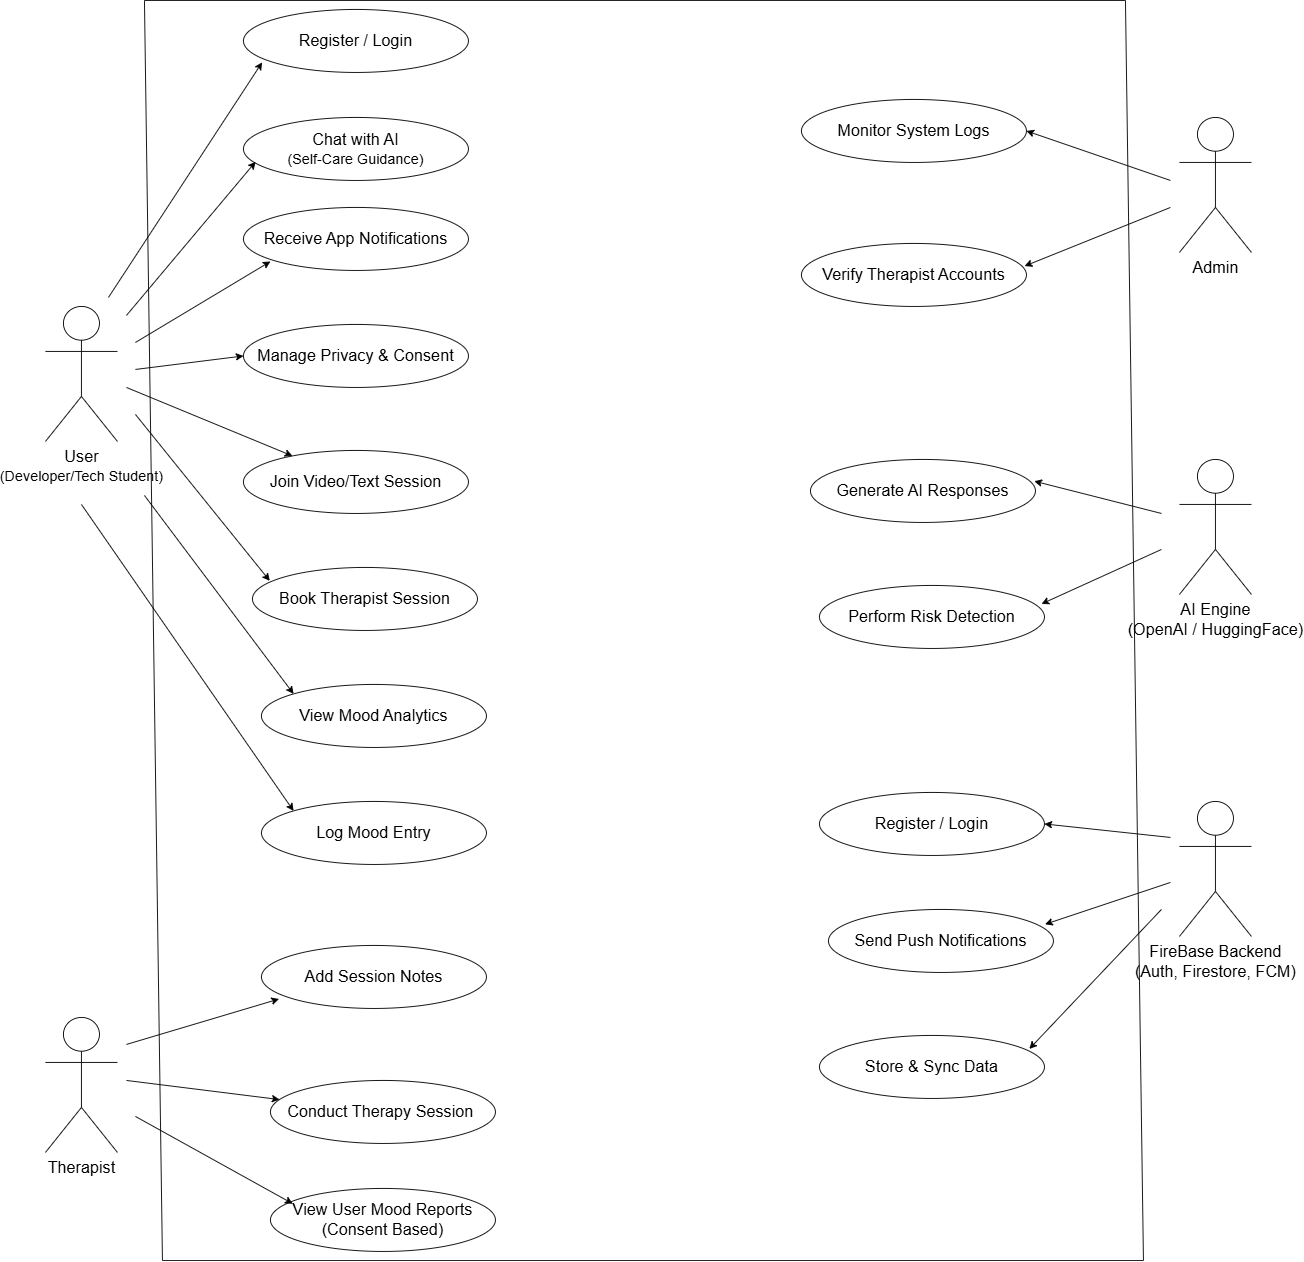 Register / Login
Chat with AI
(Self-Care Guidance)
Receive App Notifications
Manage Privacy & Consent
Join Video/Text Session
Book Therapist Session
View Mood Analytics
Log Mood Entry
User
(Developer/Tech Student)
Add Session Notes
Conduct Therapy Session
View User Mood Reports
(Consent Based)
Therapist
Monitor System Logs
Verify Therapist Accounts
Admin
Generate AI Responses
Perform Risk Detection
AI Engine
(OpenAI / HuggingFace)
Register / Login
Send Push Notifications
Store & Sync Data
FireBase Backend
(Auth, Firestore, FCM)